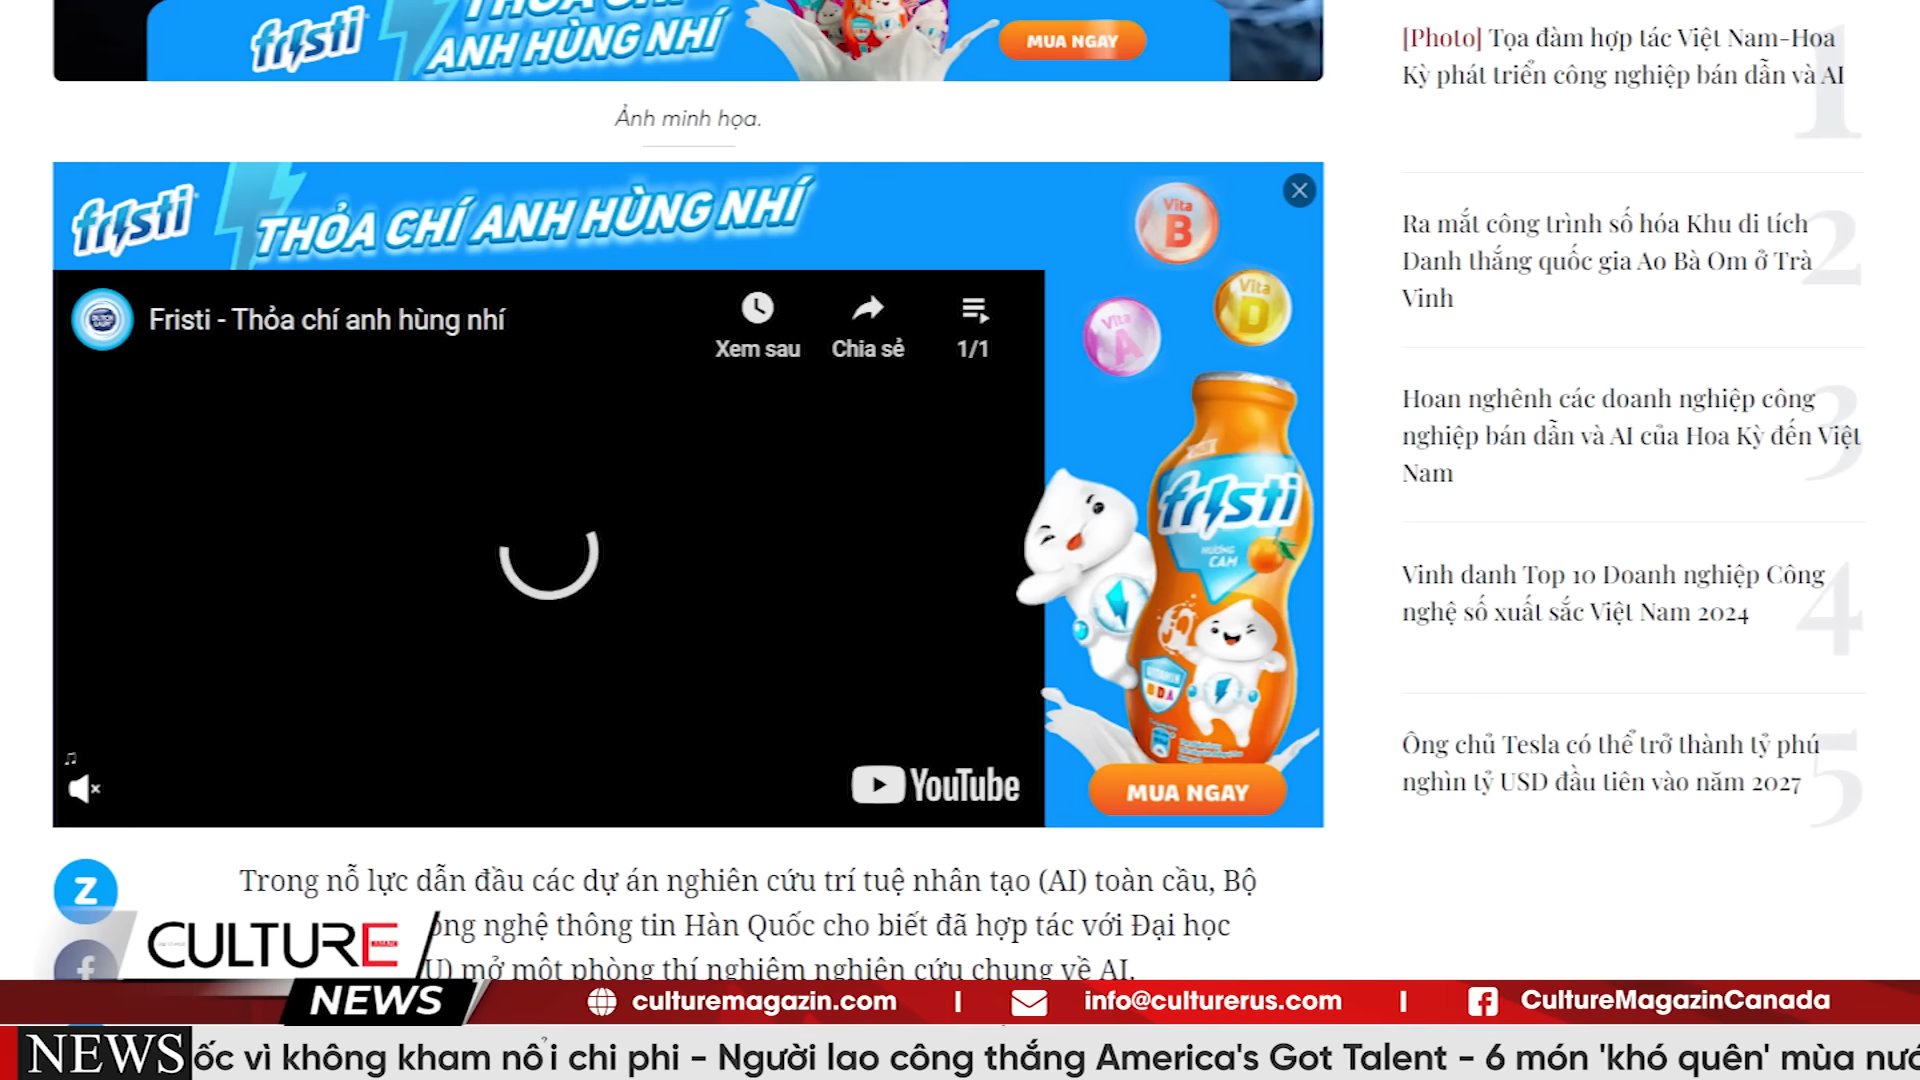 fristi
THỎA CHÍ
ANH HÙNG NHÍ
MUA NGAY
Ảnh minh họa.
fristi
THỎA CHÍ ANH HÙNG NHÍ
Vita
B
Vita
D
Vita
A
Fristi - Thỏa chí anh hùng nhí
Xem sau
Chia sẻ
1/1
fristi
HƯƠNG
CAM
VITAMIN
B D A
YouTube
MUA NGAY
[Photo] Tọa đàm hợp tác Việt Nam-Hoa
Kỳ phát triển công nghiệp bán dẫn và AI
1
Ra mắt công trình số hóa Khu di tích
Danh thắng quốc gia Ao Bà Om ở Trà
Vinh
2
Hoan nghênh các doanh nghiệp công
nghiệp bán dẫn và AI của Hoa Kỳ đến Việt
Nam
3
Vinh danh Top 10 Doanh nghiệp Công
nghệ số xuất sắc Việt Nam 2024
4
Ông chủ Tesla có thể trở thành tỷ phú
nghìn tỷ USD đầu tiên vào năm 2027
5
Z
Trong nỗ lực dẫn đầu các dự án nghiên cứu trí tuệ nhân tạo (AI) toàn cầu, Bộ
ông nghệ thông tin Hàn Quốc cho biết đã hợp tác với Đại học
U) mở một phòng thí nghiệm nghiên cứu chung về AI.
f
CULTURE
MAGAZINE
NEWS
culturemagazin.com | info@culturerus.com | CultureMagazinCanada
NEWS
ốc vì không kham nổi chi phí - Người lao công thắng America's Got Talent - 6 món 'khó quên' mùa nướ